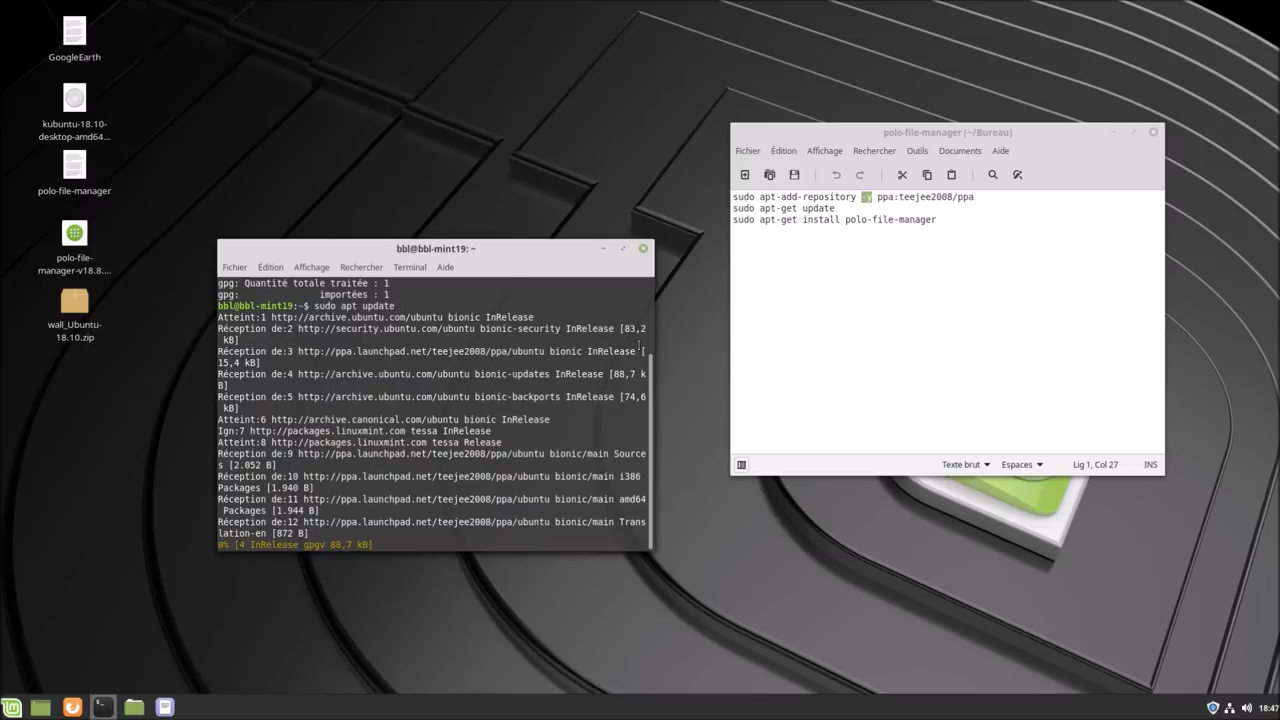 GoogleEarth
kubuntu-18.10-
desktop-amd64...
polo-file-manager
polo-file-
manager-v18.8....
wall_Ubuntu-
18.10.zip
bbl@bbl-mint19: ~
Fichier Édition Affichage Rechercher Terminal Aide
gpg: Quantité totale traitée : 1
gpg:                importées : 1
bbl@bbl-mint19:~$ sudo apt update
Atteint:1 http://archive.ubuntu.com/ubuntu bionic InRelease
Réception de:2 http://security.ubuntu.com/ubuntu bionic-security InRelease [83,2
kB]
Réception de:3 http://ppa.launchpad.net/teejee2008/ppa/ubuntu bionic InRelease [
15,4 kB]
Réception de:4 http://archive.ubuntu.com/ubuntu bionic-updates InRelease [88,7 k
B]
Réception de:5 http://archive.ubuntu.com/ubuntu bionic-backports InRelease [74,6
kB]
Atteint:6 http://archive.canonical.com/ubuntu bionic InRelease
Ign:7 http://packages.linuxmint.com tessa InRelease
Atteint:8 http://packages.linuxmint.com tessa Release
Réception de:9 http://ppa.launchpad.net/teejee2008/ppa/ubuntu bionic/main Source
s [2.052 B]
Réception de:10 http://ppa.launchpad.net/teejee2008/ppa/ubuntu bionic/main i386
Packages [1.940 B]
Réception de:11 http://ppa.launchpad.net/teejee2008/ppa/ubuntu bionic/main amd64
Packages [1.944 B]
Réception de:12 http://ppa.launchpad.net/teejee2008/ppa/ubuntu bionic/main Trans
lation-en [872 B]
0% [4 InRelease gpgv 88,7 kB]
polo-file-manager (~/Bureau)
Fichier Édition Affichage Rechercher Outils Documents Aide
sudo apt-add-repository -y ppa:teejee2008/ppa
sudo apt-get update
sudo apt-get install polo-file-manager
Texte brut Espaces Lig 1, Col 27 INS
18:47